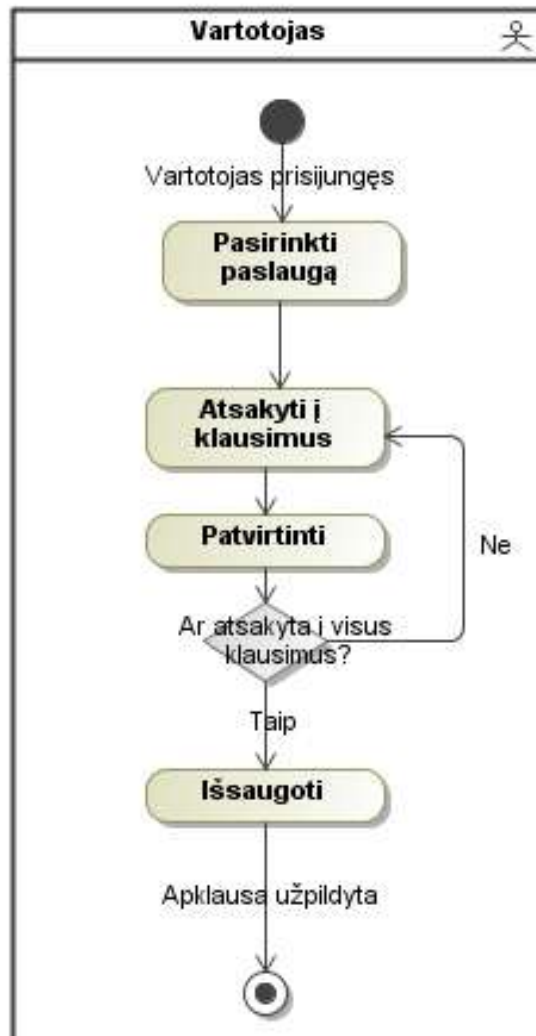 Vartotojas
Vartotojas prisijungęs
Pasirinkti
paslaugą
Atsakyti į
klausimus
Patvirtinti
Ne
Ar atsakyta į visus
klausimus?
Taip
Išsaugoti
Apklausa užpildyta